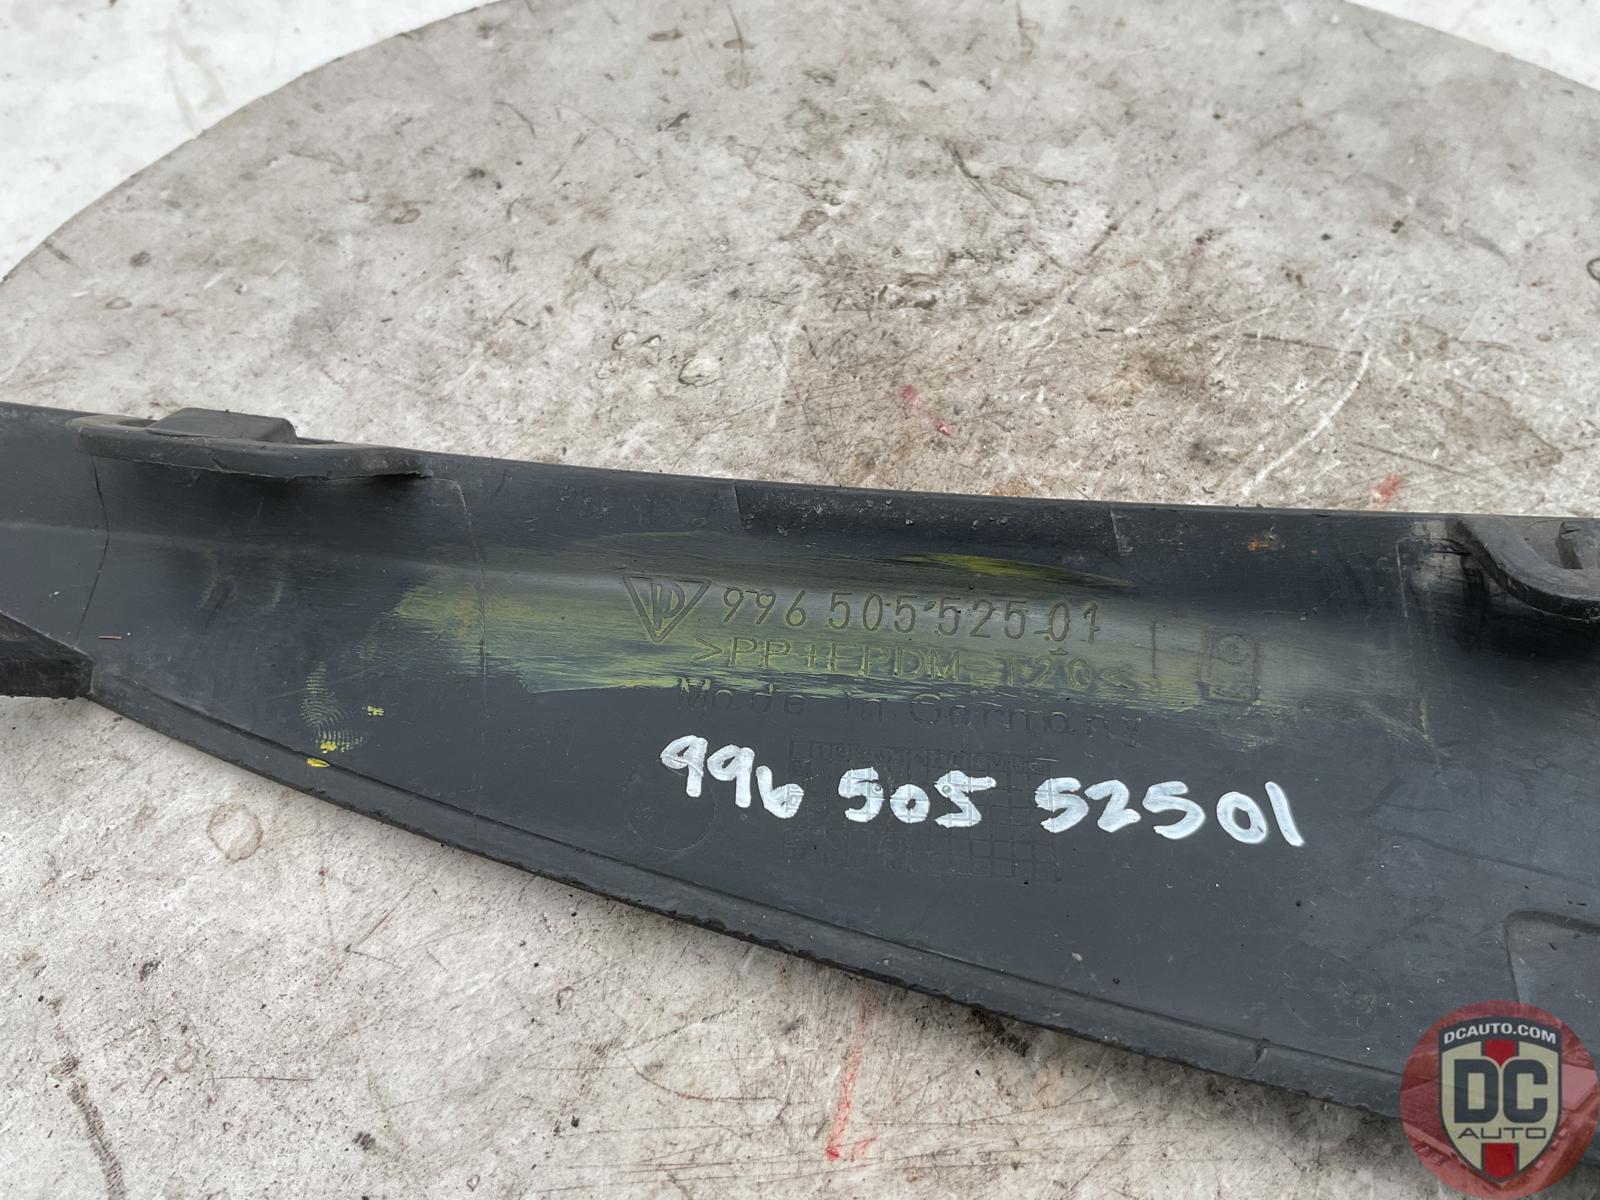 996 505 525 01
>PP+EPDM-T20<
Made in Germany
996 505 52501
DCAUTO.COM
DC
AUTO